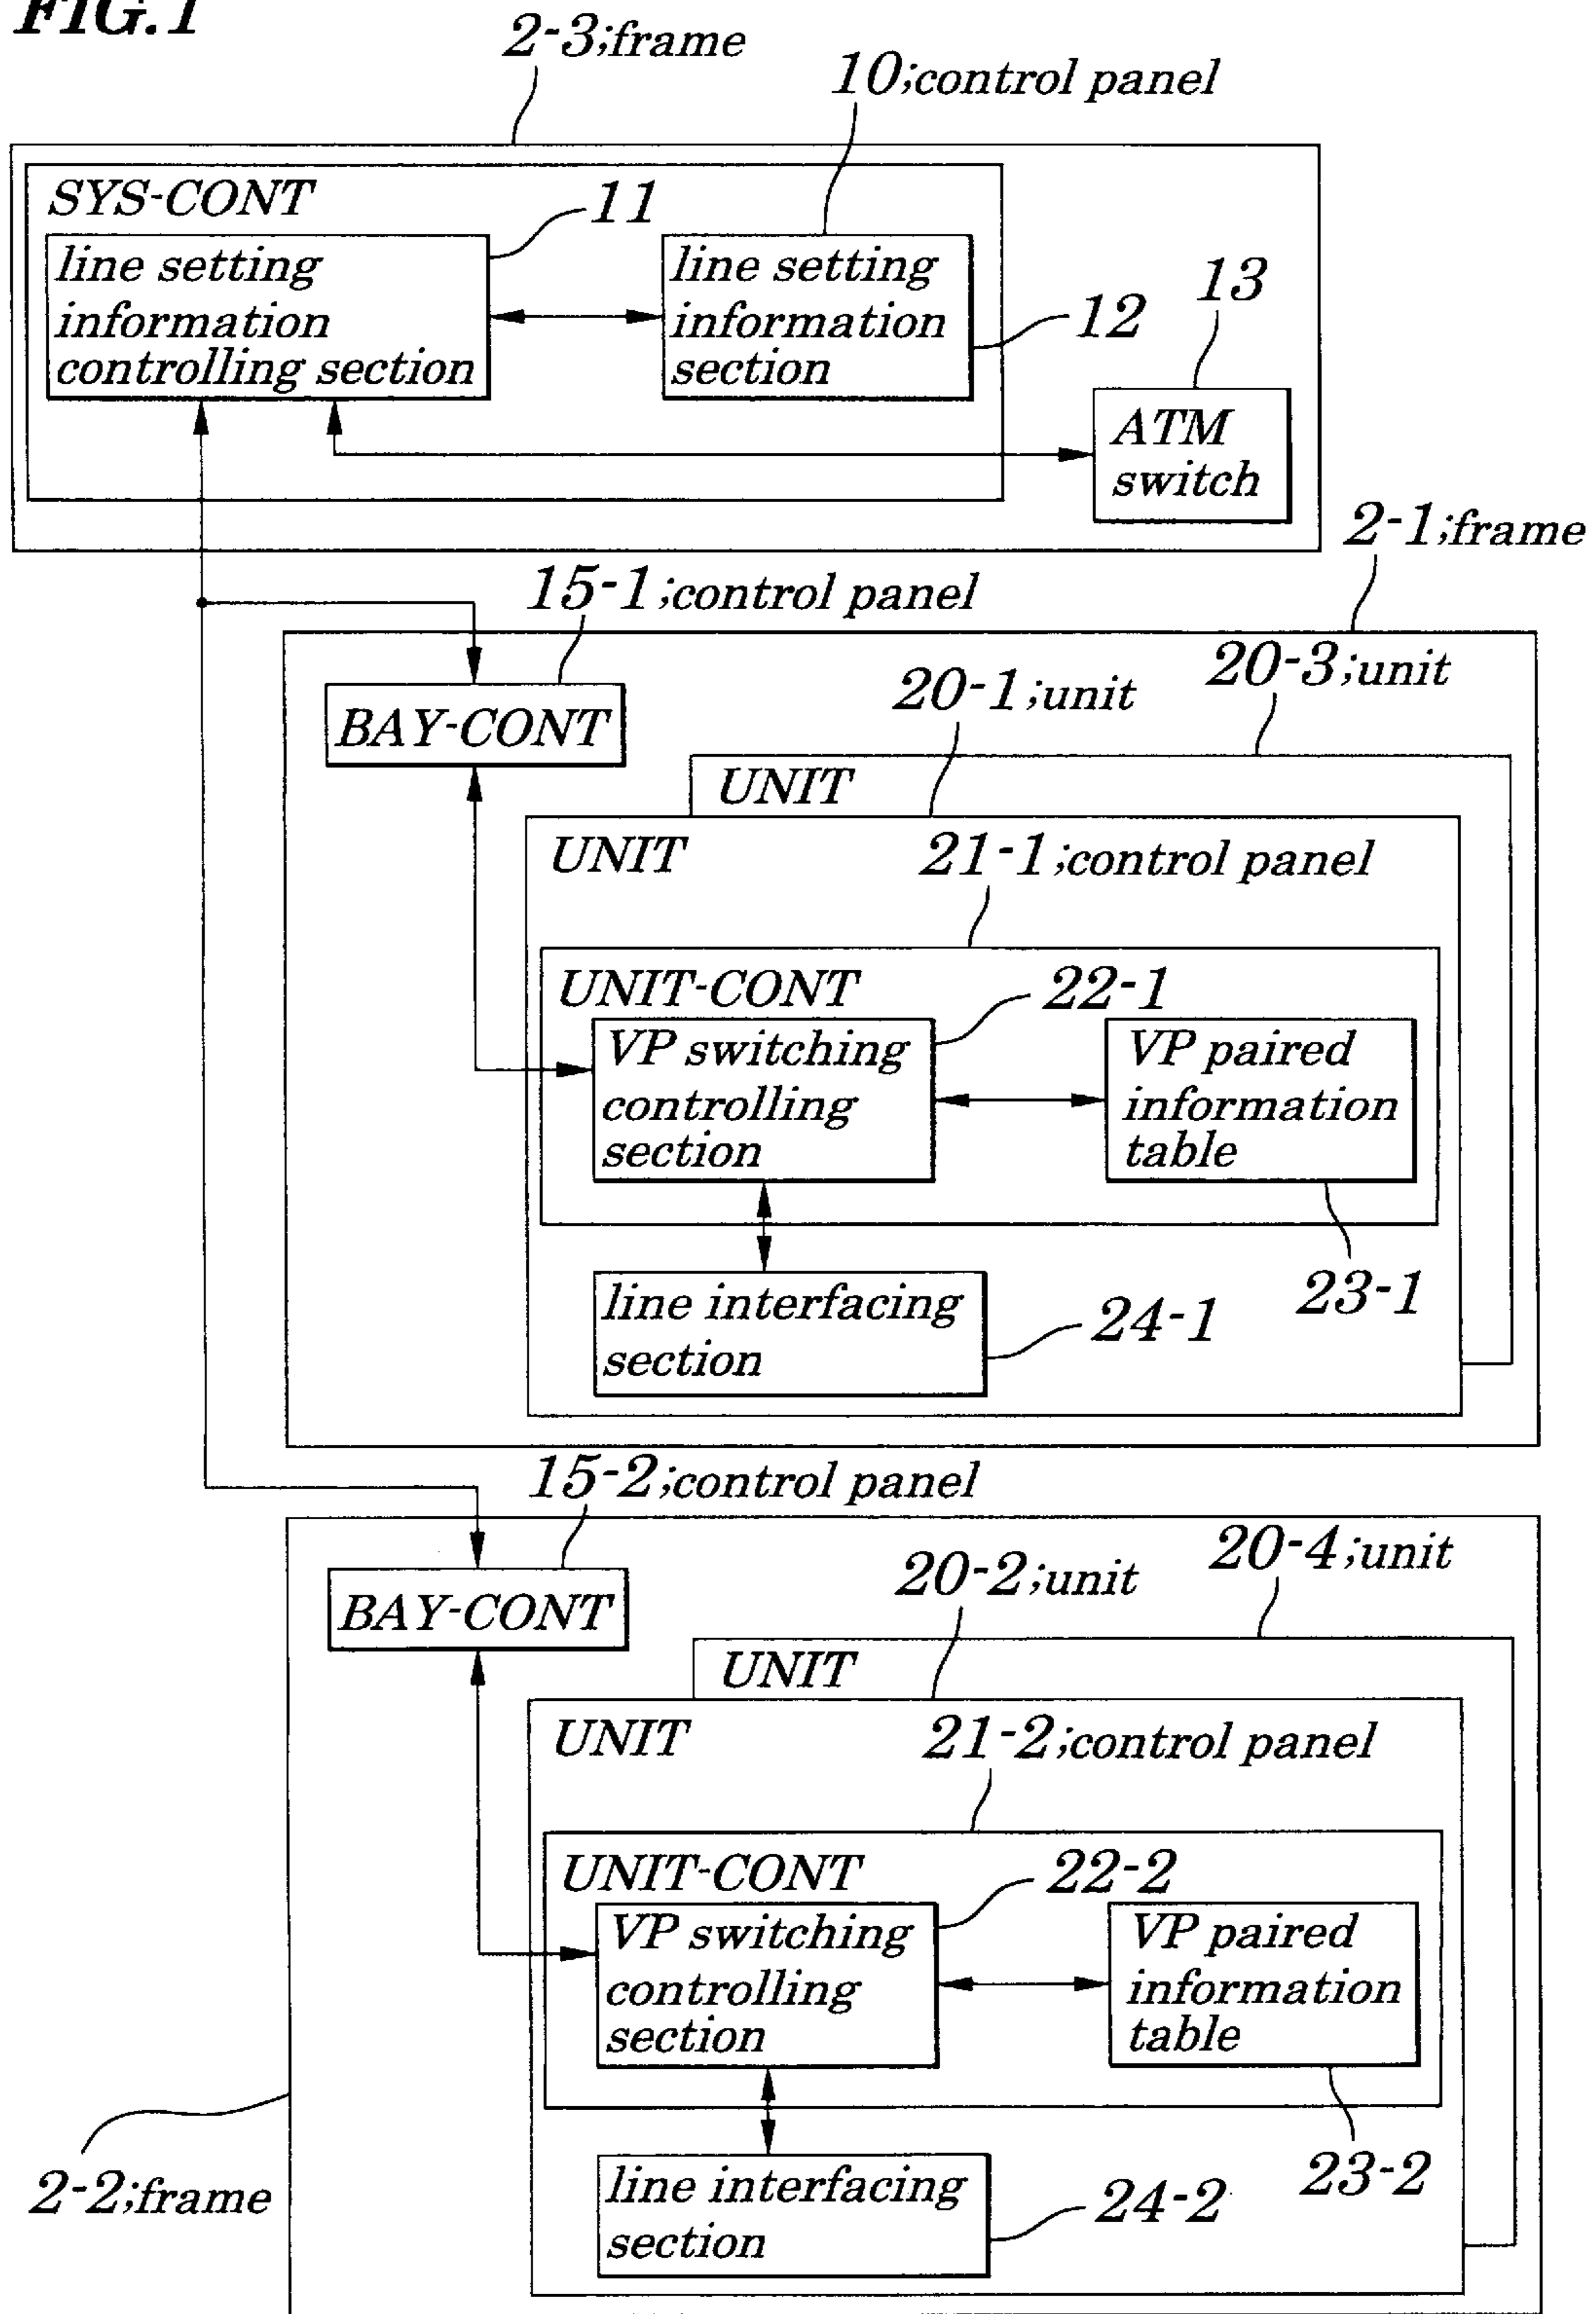 FIG.1
2-3;frame
10;control panel
SYS-CONT
11
line setting
information
controlling section
line setting
information
section
12
13
ATM
switch
2-1;frame
15-1;control panel
BAY-CONT
20-1;unit
20-3;unit
UNIT
UNIT
21-1;control panel
UNIT-CONT
22-1
VP switching
controlling
section
VP paired
information
table
23-1
line interfacing
section
24-1
15-2;control panel
BAY-CONT
20-2;unit
20-4;unit
UNIT
UNIT
21-2;control panel
UNIT-CONT
22-2
VP switching
controlling
section
VP paired
information
table
23-2
line interfacing
section
24-2
2-2;frame